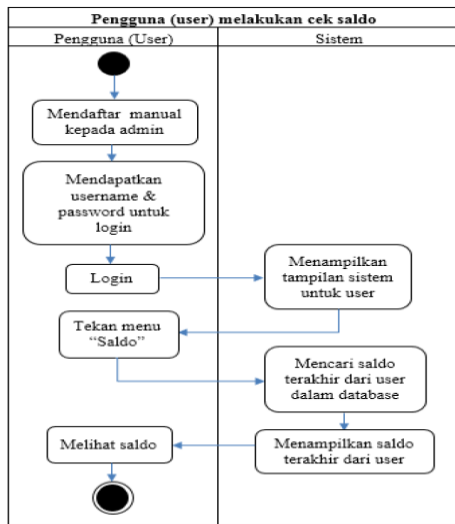 Pengguna (user) melakukan cek saldo
Pengguna (User)
Sistem
Mendaftar manual
kepada admin
Mendapatkan
username &
password untuk
login
Login
Menampilkan
tampilan sistem
untuk user
Tekan menu
“Saldo”
Mencari saldo
terakhir dari user
dalam database
Menampilkan saldo
terakhir dari user
Melihat saldo